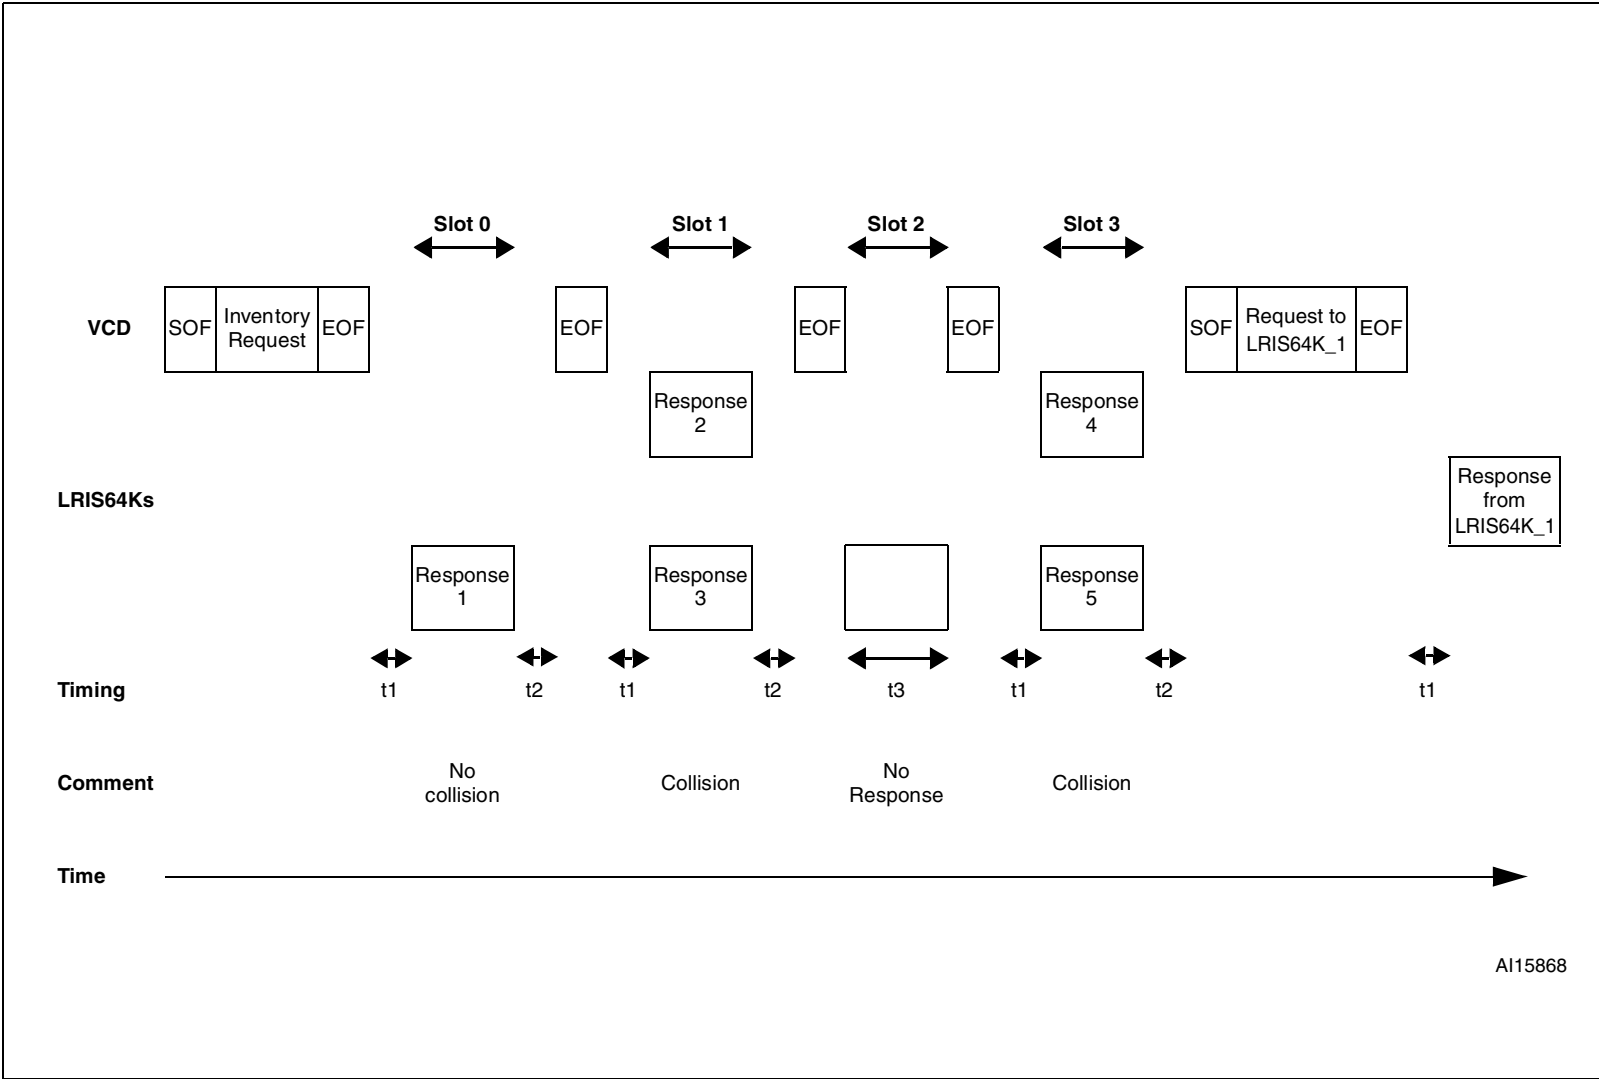 Slot 0 Slot 1 Slot 2 Slot 3
VCD SOF Inventory Request EOF EOF EOF EOF SOF Request to LRIS64K_1 EOF
Response 2 Response 4
LRIS64Ks Response from LRIS64K_1
Response 1 Response 3 Response 5
Timing t1 t2 t1 t2 t3 t1 t2 t1
Comment No collision Collision No Response Collision
Time
AI15868